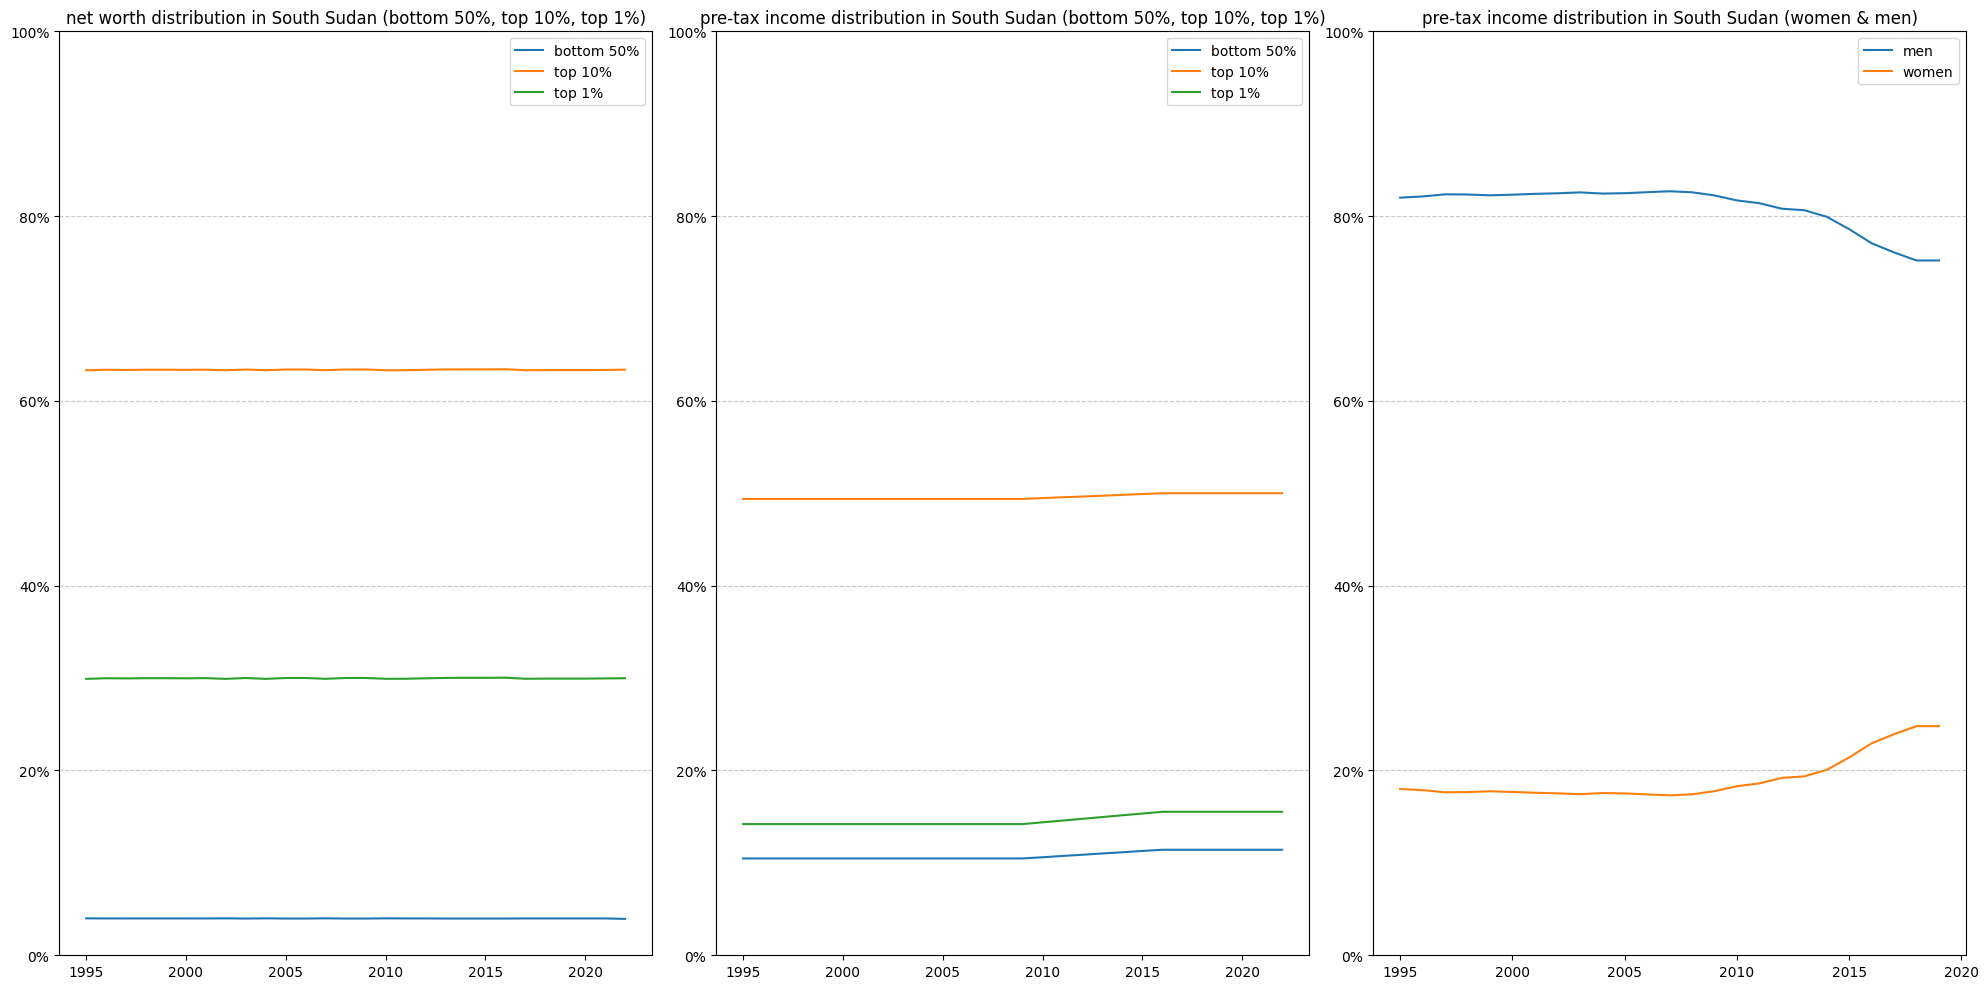 net worth distribution in South Sudan (bottom 50%, top 10%, top 1%)
100%
80%
60%
40%
20%
0%
1995 2000 2005 2010 2015 2020
bottom 50%
top 10%
top 1%
pre-tax income distribution in South Sudan (bottom 50%, top 10%, top 1%)
100%
80%
60%
40%
20%
0%
1995 2000 2005 2010 2015 2020
bottom 50%
top 10%
top 1%
pre-tax income distribution in South Sudan (women & men)
100%
80%
60%
40%
20%
0%
1995 2000 2005 2010 2015 2020
men
women